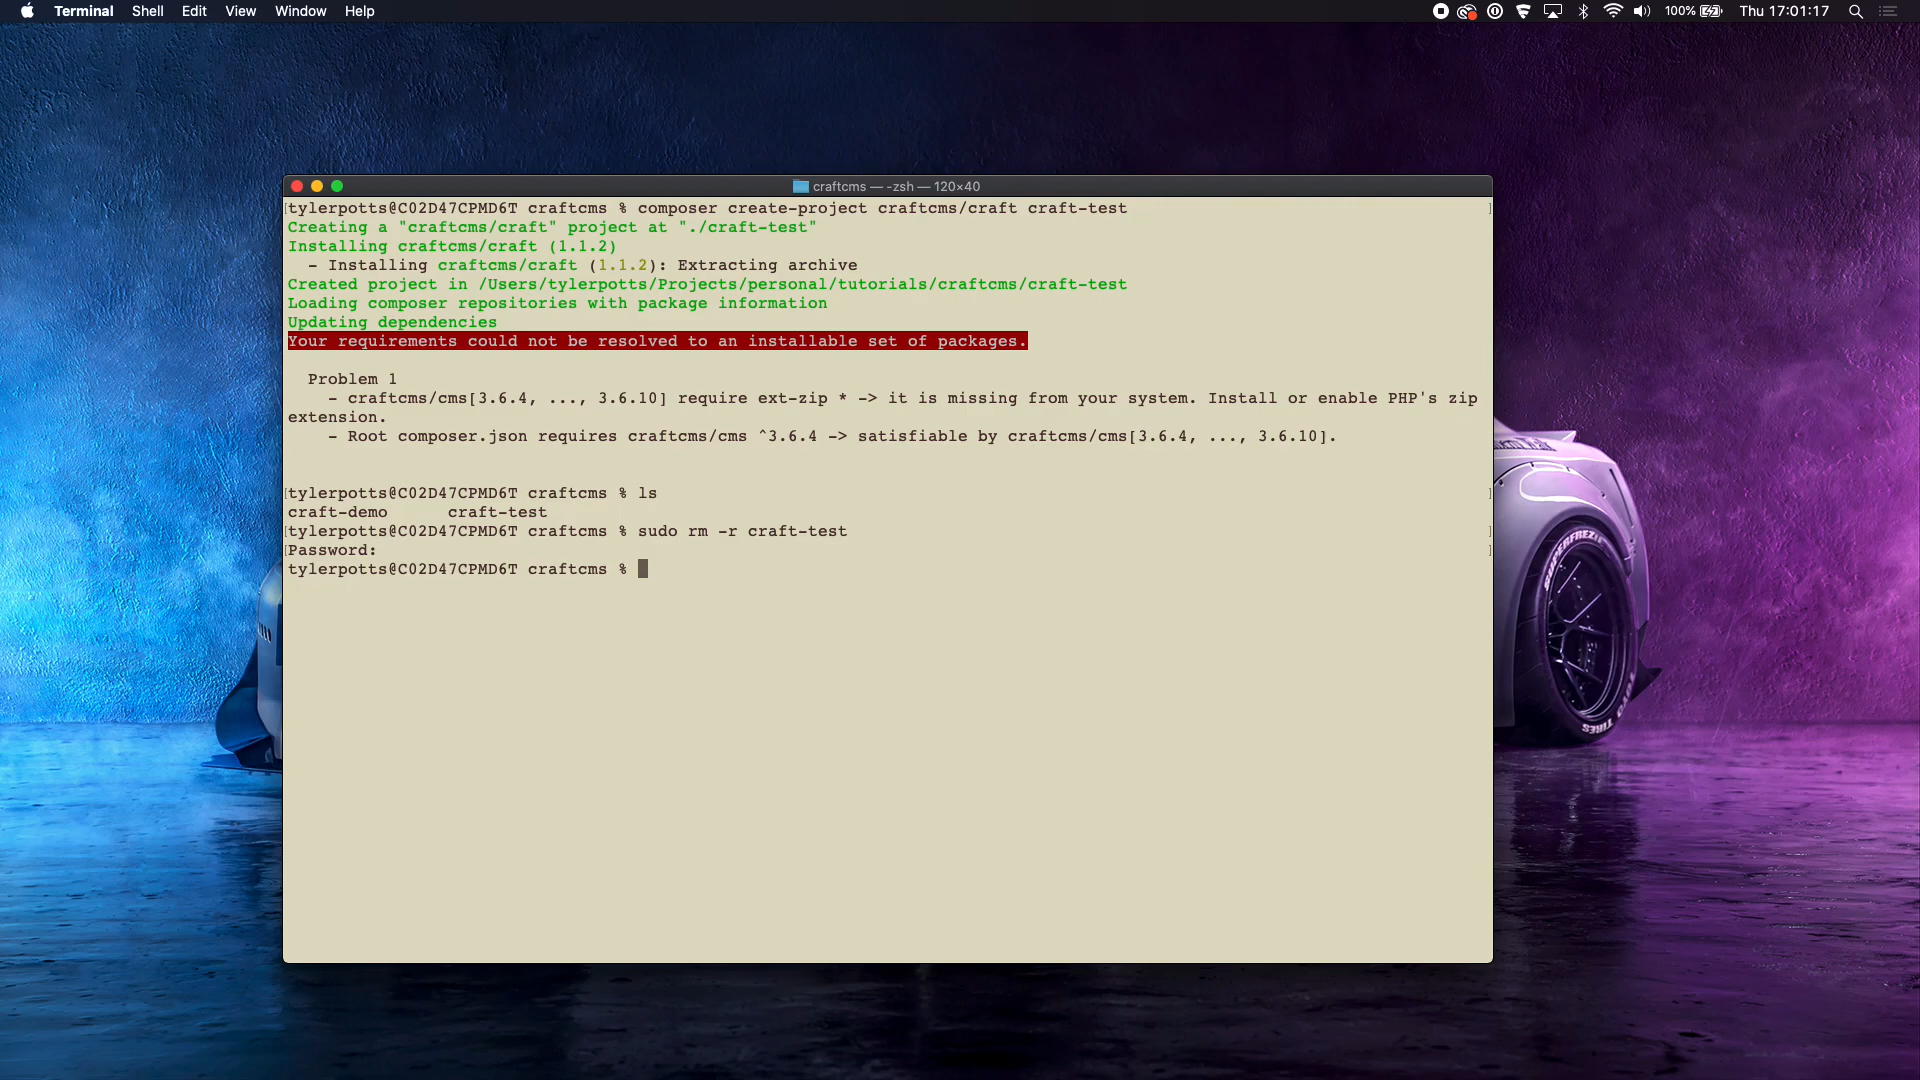 Terminal Shell Edit View Window Help 100% Thu 17:01:17
craftcms — -zsh — 120×40
tylerpotts@C02D47CPMD6T craftcms % composer create-project craftcms/craft craft-test
Creating a "craftcms/craft" project at "./craft-test"
Installing craftcms/craft (1.1.2)
- Installing craftcms/craft (1.1.2): Extracting archive
Created project in /Users/tylerpotts/Projects/personal/tutorials/craftcms/craft-test
Loading composer repositories with package information
Updating dependencies
Your requirements could not be resolved to an installable set of packages.
Problem 1
- craftcms/cms[3.6.4, ..., 3.6.10] require ext-zip * -> it is missing from your system. Install or enable PHP's zip
extension.
- Root composer.json requires craftcms/cms ^3.6.4 -> satisfiable by craftcms/cms[3.6.4, ..., 3.6.10].
tylerpotts@C02D47CPMD6T craftcms % ls
craft-demo craft-test
tylerpotts@C02D47CPMD6T craftcms % sudo rm -r craft-test
Password:
tylerpotts@C02D47CPMD6T craftcms %
TIRES